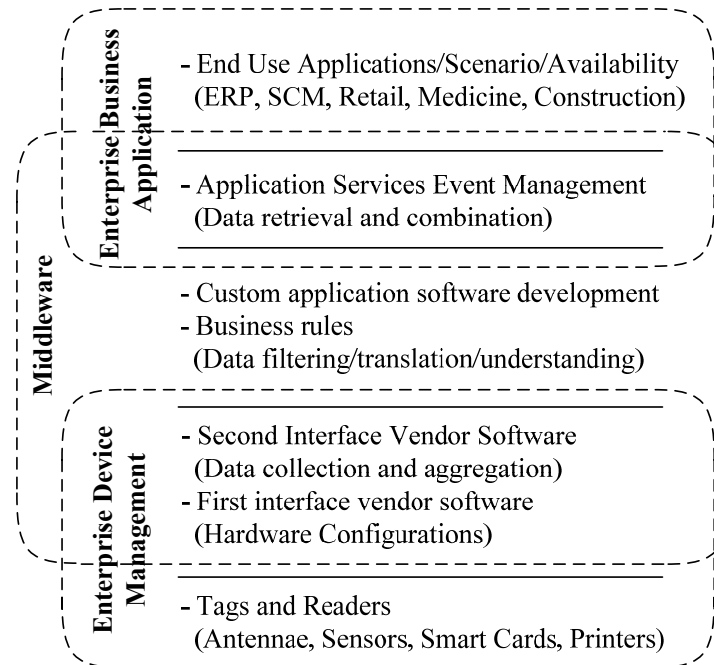 Enterprise Business
Application
- End Use Applications/Scenario/Availability
(ERP, SCM, Retail, Medicine, Construction)
- Application Services Event Management
(Data retrieval and combination)
Middleware
- Custom application software development
- Business rules
(Data filtering/translation/understanding)
Enterprise Device
Management
- Second Interface Vendor Software
(Data collection and aggregation)
- First interface vendor software
(Hardware Configurations)
- Tags and Readers
(Antennae, Sensors, Smart Cards, Printers)